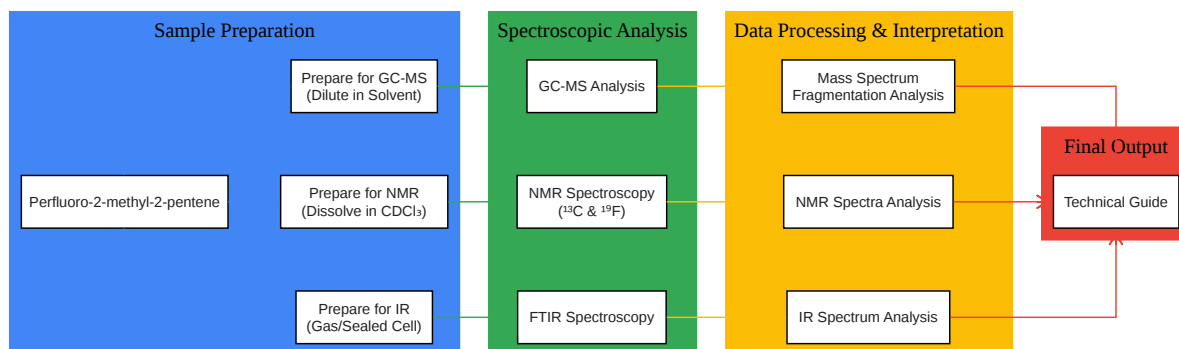 Sample Preparation
Spectroscopic Analysis
Data Processing & Interpretation
Prepare for GC-MS
(Dilute in Solvent)
GC-MS Analysis
Mass Spectrum
Fragmentation Analysis
Final Output
Perfluoro-2-methyl-2-pentene
Prepare for NMR
(Dissolve in CDCl₃)
NMR Spectroscopy
(¹³C & ¹⁹F)
NMR Spectra Analysis
Technical Guide
Prepare for IR
(Gas/Sealed Cell)
FTIR Spectroscopy
IR Spectrum Analysis